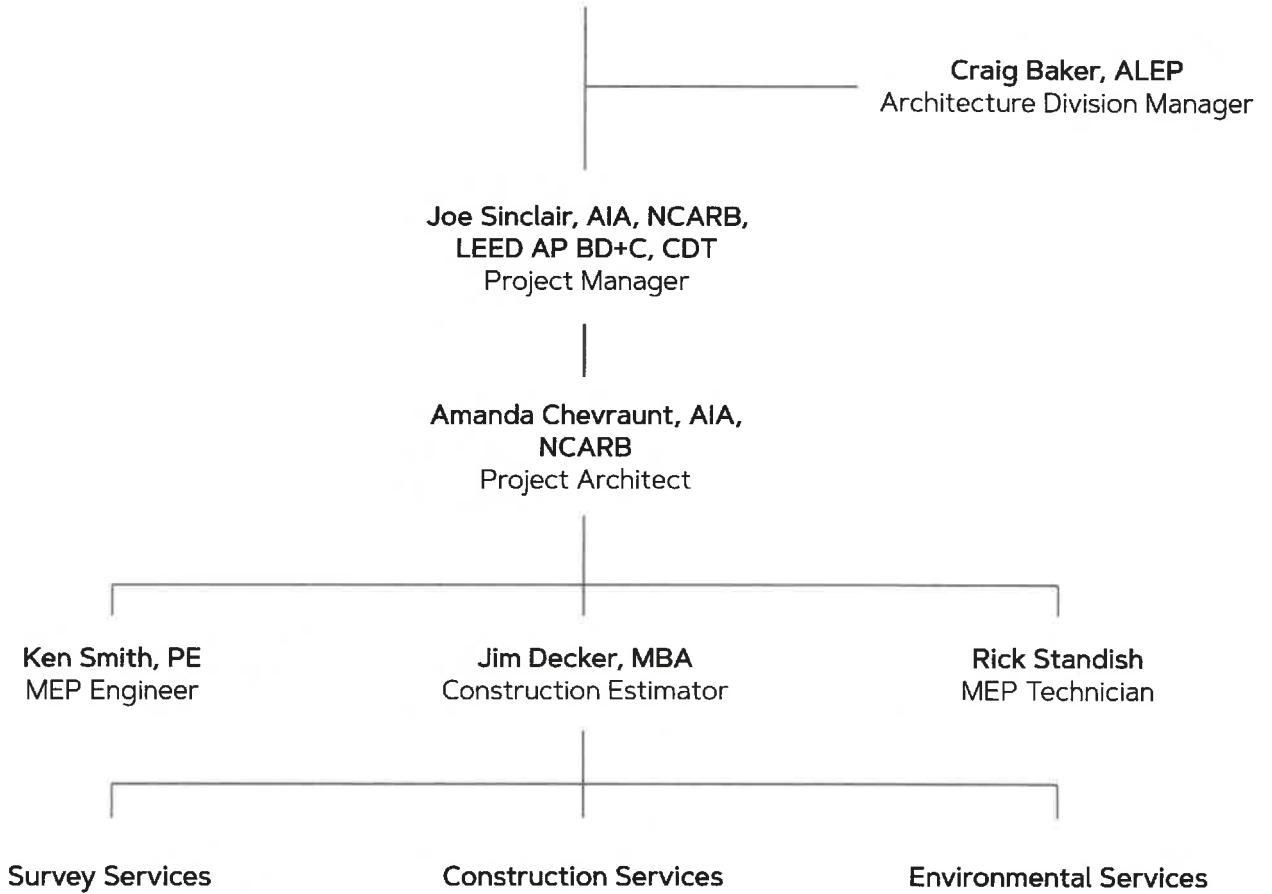 Craig Baker, ALEP
Architecture Division Manager
Joe Sinclair, AIA, NCARB,
LEED AP BD+C, CDT
Project Manager
Amanda Chevraunt, AIA,
NCARB
Project Architect
Ken Smith, PE
MEP Engineer
Jim Decker, MBA
Construction Estimator
Rick Standish
MEP Technician
Survey Services
Construction Services
Environmental Services